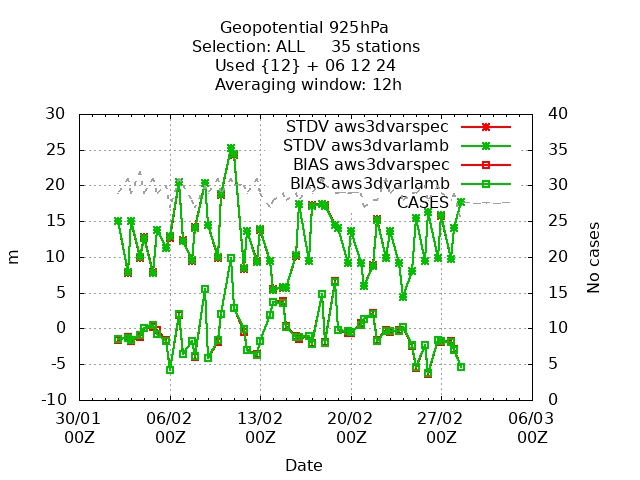 Geopotential 925hPa
Selection: ALL 35 stations
Used {12} + 06 12 24
Averaging window: 12h
STDV aws3dvarspec
STDV aws3dvarlamb
BIAS aws3dvarspec
BIAS aws3dvarlamb
CASES
m
30
25
20
15
10
5
0
-5
-10
No cases
40
35
30
25
20
15
10
5
0
30/01 06/02 13/02 20/02 27/02 06/03
00Z 00Z 00Z 00Z 00Z 00Z
Date